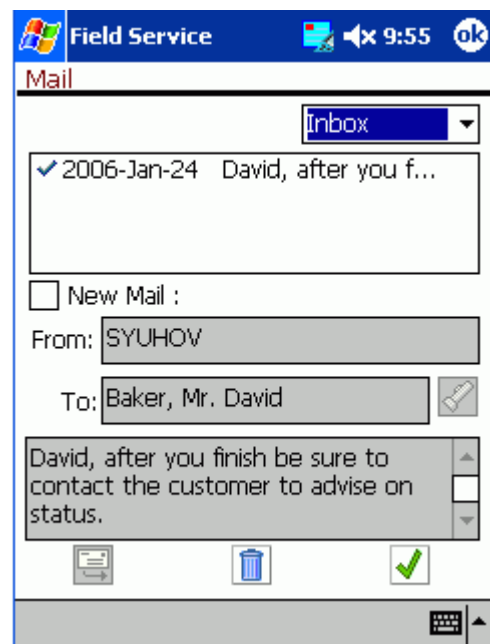 Field Service 9:55 ok
Mail
Inbox
2006-Jan-24 David, after you f...
New Mail :
From: SYUHOV
To: Baker, Mr. David
David, after you finish be sure to
contact the customer to advise on
status.